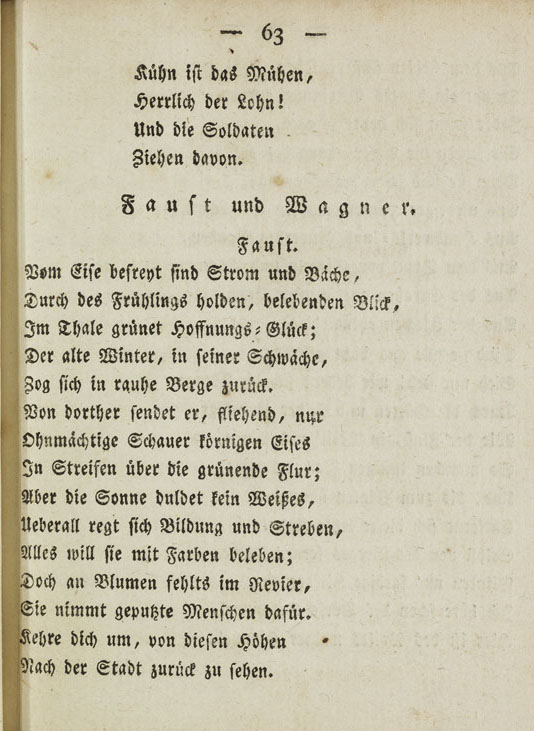 — 63 —
Kühn ist das Mühen,
Herrlich der Lohn!
Und die Soldaten
Ziehen davon.
Faust und Wagner.
Faust.
Vom Eise befreyt sind Strom und Bäche,
Durch des Frühlings holden, belebenden Blick,
Im Thale grünet Hoffnungs-Glück;
Der alte Winter, in seiner Schwäche,
Zog sich in rauhe Berge zurück.
Von dorther sendet er, fliehend, nur
Ohnmächtige Schauer körnigen Eises
In Streifen über die grünende Flur;
Aber die Sonne duldet kein Weißes,
Ueberall regt sich Bildung und Streben,
Alles will sie mit Farben beleben;
Doch an Blumen fehlts im Revier,
Sie nimmt geputzte Menschen dafür.
Kehre dich um, von diesen Höhen
Nach der Stadt zurück zu sehen.